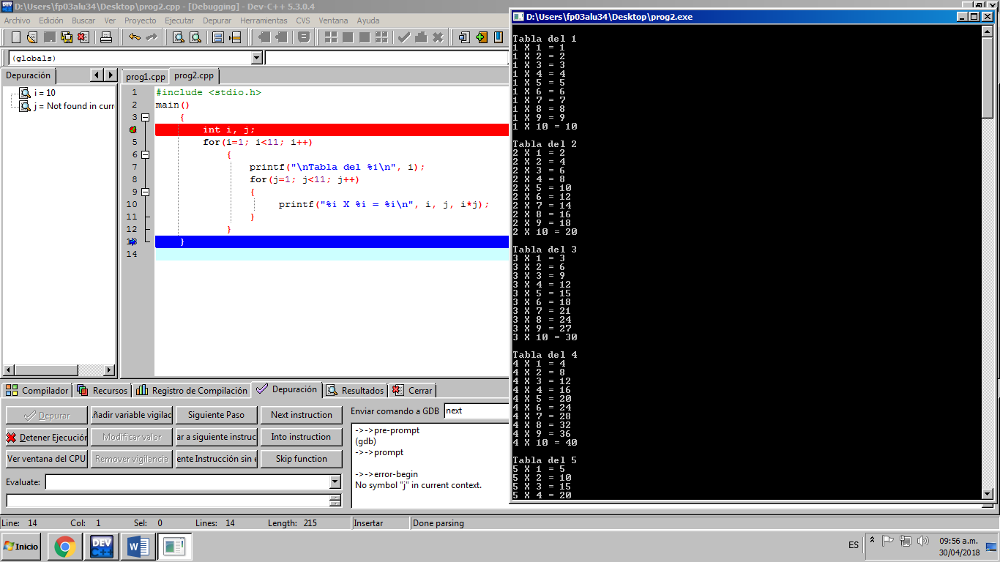 D:\Users\fp03alu34\Desktop\prog2.cpp - [Debugging] - Dev-C++ 5.3.0.4
Archivo Edición Buscar Ver Proyecto Ejecutar Depurar Herramientas CVS Ventana Ayuda
(globals)
Depuración
i = 10
j = Not found in curr
prog1.cpp prog2.cpp
1 #include <stdio.h>
2 main()
3 {
int i, j;
5 for(i=1; i<11; i++)
6 {
7 printf("\nTabla del %i\n", i);
8 for(j=1; j<11; j++)
9 {
10 printf("%i X %i = %i\n", i, j, i*j);
11 }
12 }
13 }
14
D:\Users\fp03alu34\Desktop\prog2.exe
Tabla del 1
1 X 1 = 1
1 X 2 = 2
1 X 3 = 3
1 X 4 = 4
1 X 5 = 5
1 X 6 = 6
1 X 7 = 7
1 X 8 = 8
1 X 9 = 9
1 X 10 = 10
Tabla del 2
2 X 1 = 2
2 X 2 = 4
2 X 3 = 6
2 X 4 = 8
2 X 5 = 10
2 X 6 = 12
2 X 7 = 14
2 X 8 = 16
2 X 9 = 18
2 X 10 = 20
Tabla del 3
3 X 1 = 3
3 X 2 = 6
3 X 3 = 9
3 X 4 = 12
3 X 5 = 15
3 X 6 = 18
3 X 7 = 21
3 X 8 = 24
3 X 9 = 27
3 X 10 = 30
Tabla del 4
4 X 1 = 4
4 X 2 = 8
4 X 3 = 12
4 X 4 = 16
4 X 5 = 20
4 X 6 = 24
4 X 7 = 28
4 X 8 = 32
4 X 9 = 36
4 X 10 = 40
Tabla del 5
5 X 1 = 5
5 X 2 = 10
5 X 3 = 15
5 X 4 = 20
Compilador Recursos Registro de Compilación Depuración Resultados Cerrar
Depurar ñadir variable vigilad Siguiente Paso Next instruction
Detener Ejecución Modificar valor ar a siguiente instruc Into instruction
Ver ventana del CPU Remover vigilancia ente Instrucción sin e Skip function
Evaluate:
Enviar comando a GDB next
->->pre-prompt
(gdb)
->->prompt
->->error-begin
No symbol "j" in current context.
Line: 14 Col: 1 Sel: 0 Lines: 14 Length: 215 Insertar Done parsing
Inicio DEV C++ W ES 09:56 a.m.
30/04/2018